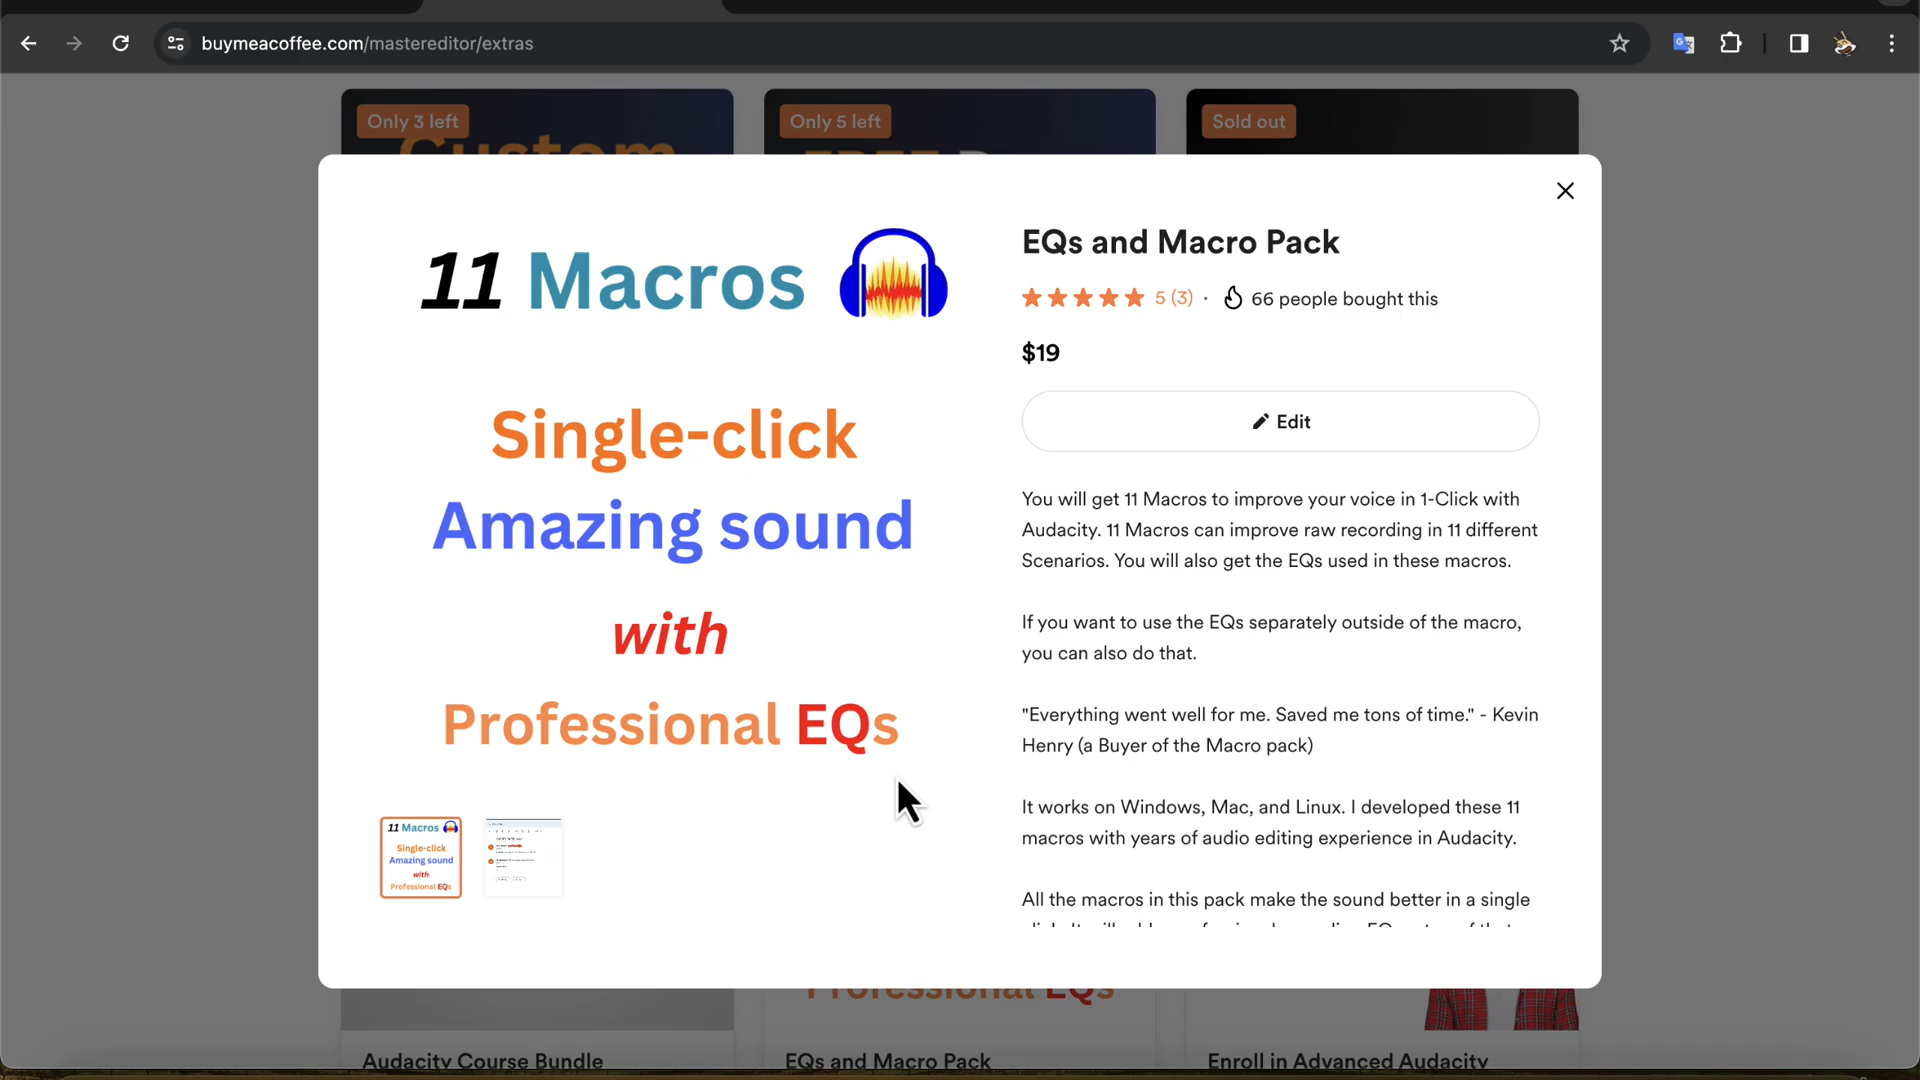 buymeacoffee.com/mastereditor/extras
Only 3 left
Only 5 left
Sold out
Custom
FREE
11 Macros
Single-click
Amazing sound
with
Professional EQs
EQs and Macro Pack
5 (3) · 66 people bought this
$19
Edit
You will get 11 Macros to improve your voice in 1-Click with
Audacity. 11 Macros can improve raw recording in 11 different
Scenarios. You will also get the EQs used in these macros.
If you want to use the EQs separately outside of the macro,
you can also do that.
"Everything went well for me. Saved me tons of time." - Kevin
Henry (a Buyer of the Macro pack)
It works on Windows, Mac, and Linux. I developed these 11
macros with years of audio editing experience in Audacity.
All the macros in this pack make the sound better in a single
11 Macros
Single-click
Amazing sound
with
Professional EQs
Professional EQs
Audacity Course Bundle
EQs and Macro Pack
Enroll in Advanced Audacity